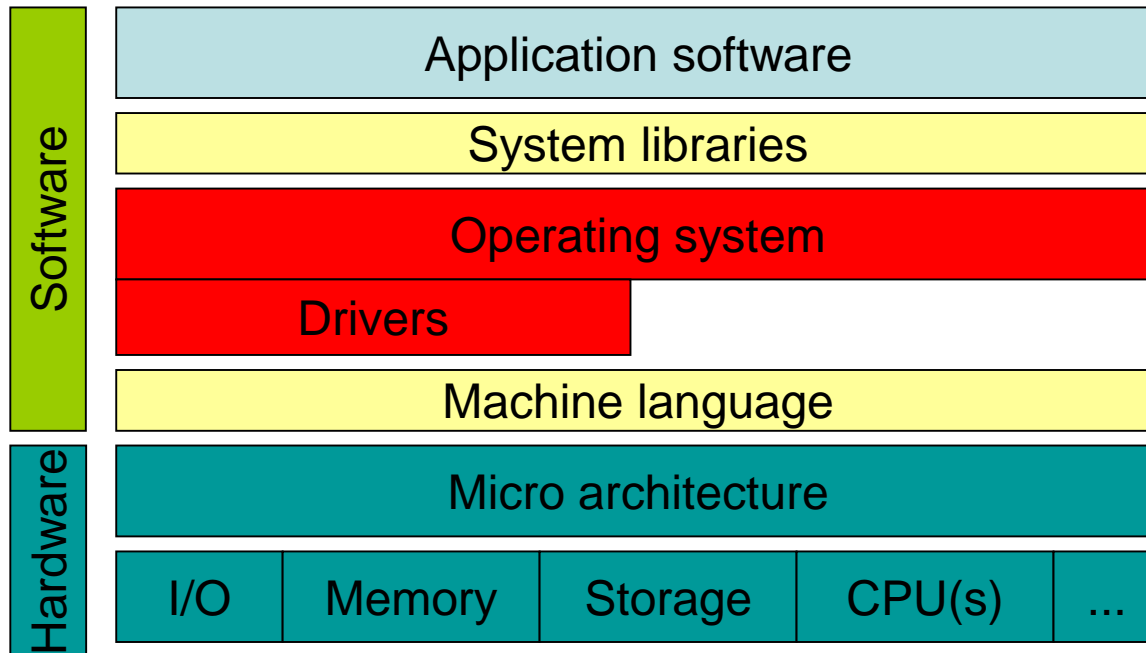 Software
Application software
System libraries
Operating system
Drivers
Machine language
Hardware
Micro architecture
I/O
Memory
Storage
CPU(s)
...